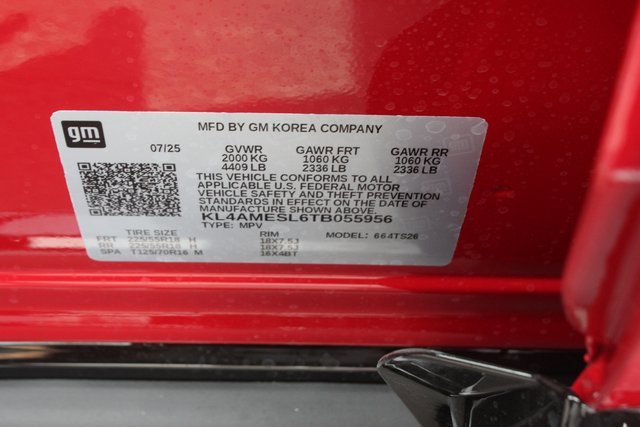 gm
MFD BY GM KOREA COMPANY
07/25 GVWR GAWR FRT GAWR RR
2000 KG 1060 KG 1060 KG
4409 LB 2336 LB 2336 LB
THIS VEHICLE CONFORMS TO ALL
APPLICABLE U.S. FEDERAL MOTOR
VEHICLE SAFETY AND THEFT PREVENTION
STANDARDS IN EFFECT ON THE DATE OF
MANUFACTURE SHOWN ABOVE.
KL4AMESL6TB055956
TYPE: MPV MODEL: 664TS26
TIRE SIZE RIM
FRT 225/55R18 H 18X7.5J
RR 225/55R18 H 18X7.5J
SPA T125/70R16 M 16X4BT